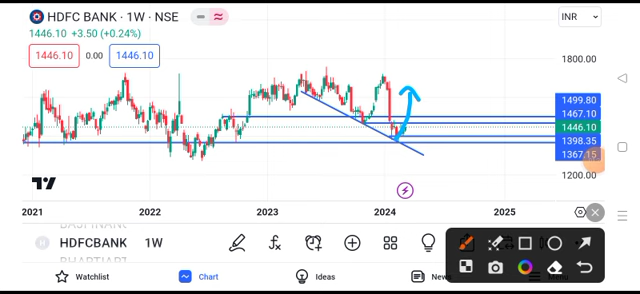 HDFC BANK · 1W · NSE
INR
1446.10 +3.50 (+0.24%)
1446.10 0.00 1446.10
1800.00
1499.80
1467.10
1446.10
1398.35
1367.15
1200.00
2021 2022 2023 2024 2025
HDFCBANK 1W
Watchlist Chart Ideas News Menu